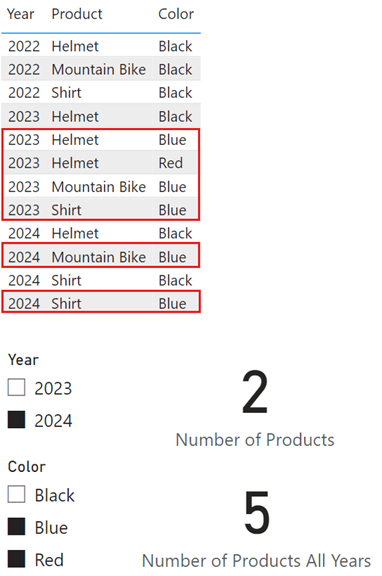 Year Product Color
2022 Helmet Black
2022 Mountain Bike Black
2022 Shirt Black
2023 Helmet Black
2023 Helmet Blue
2023 Helmet Red
2023 Mountain Bike Blue
2023 Shirt Blue
2024 Helmet Black
2024 Mountain Bike Blue
2024 Shirt Black
2024 Shirt Blue
Year
2023
2024
Color
Black
Blue
Red
2
Number of Products
5
Number of Products All Years